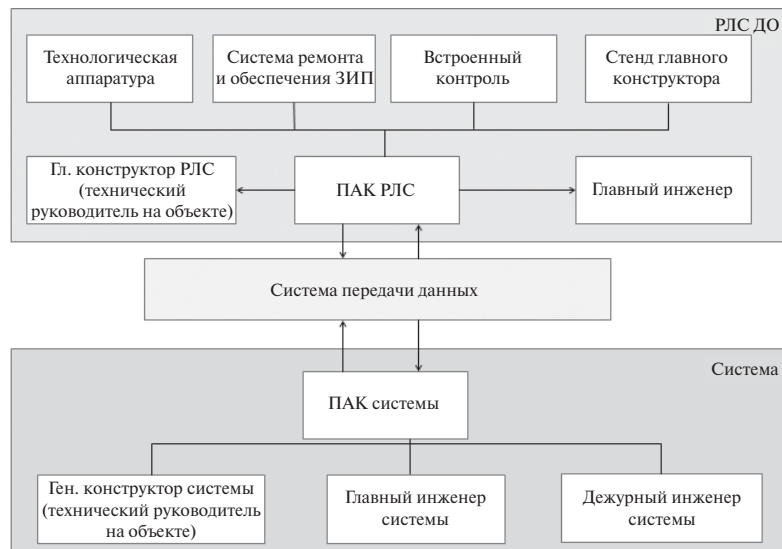 РЛС ДО
Технологическая
аппаратура
Система ремонта
и обеспечения ЗИП
Встроенный
контроль
Стенд главного
конструктора
Гл. конструктор РЛС
(технический
руководитель на объекте)
ПАК РЛС
Главный инженер
Система передачи данных
Система
ПАК системы
Ген. конструктор системы
(технический руководитель
на объекте)
Главный инженер
системы
Дежурный инженер
системы